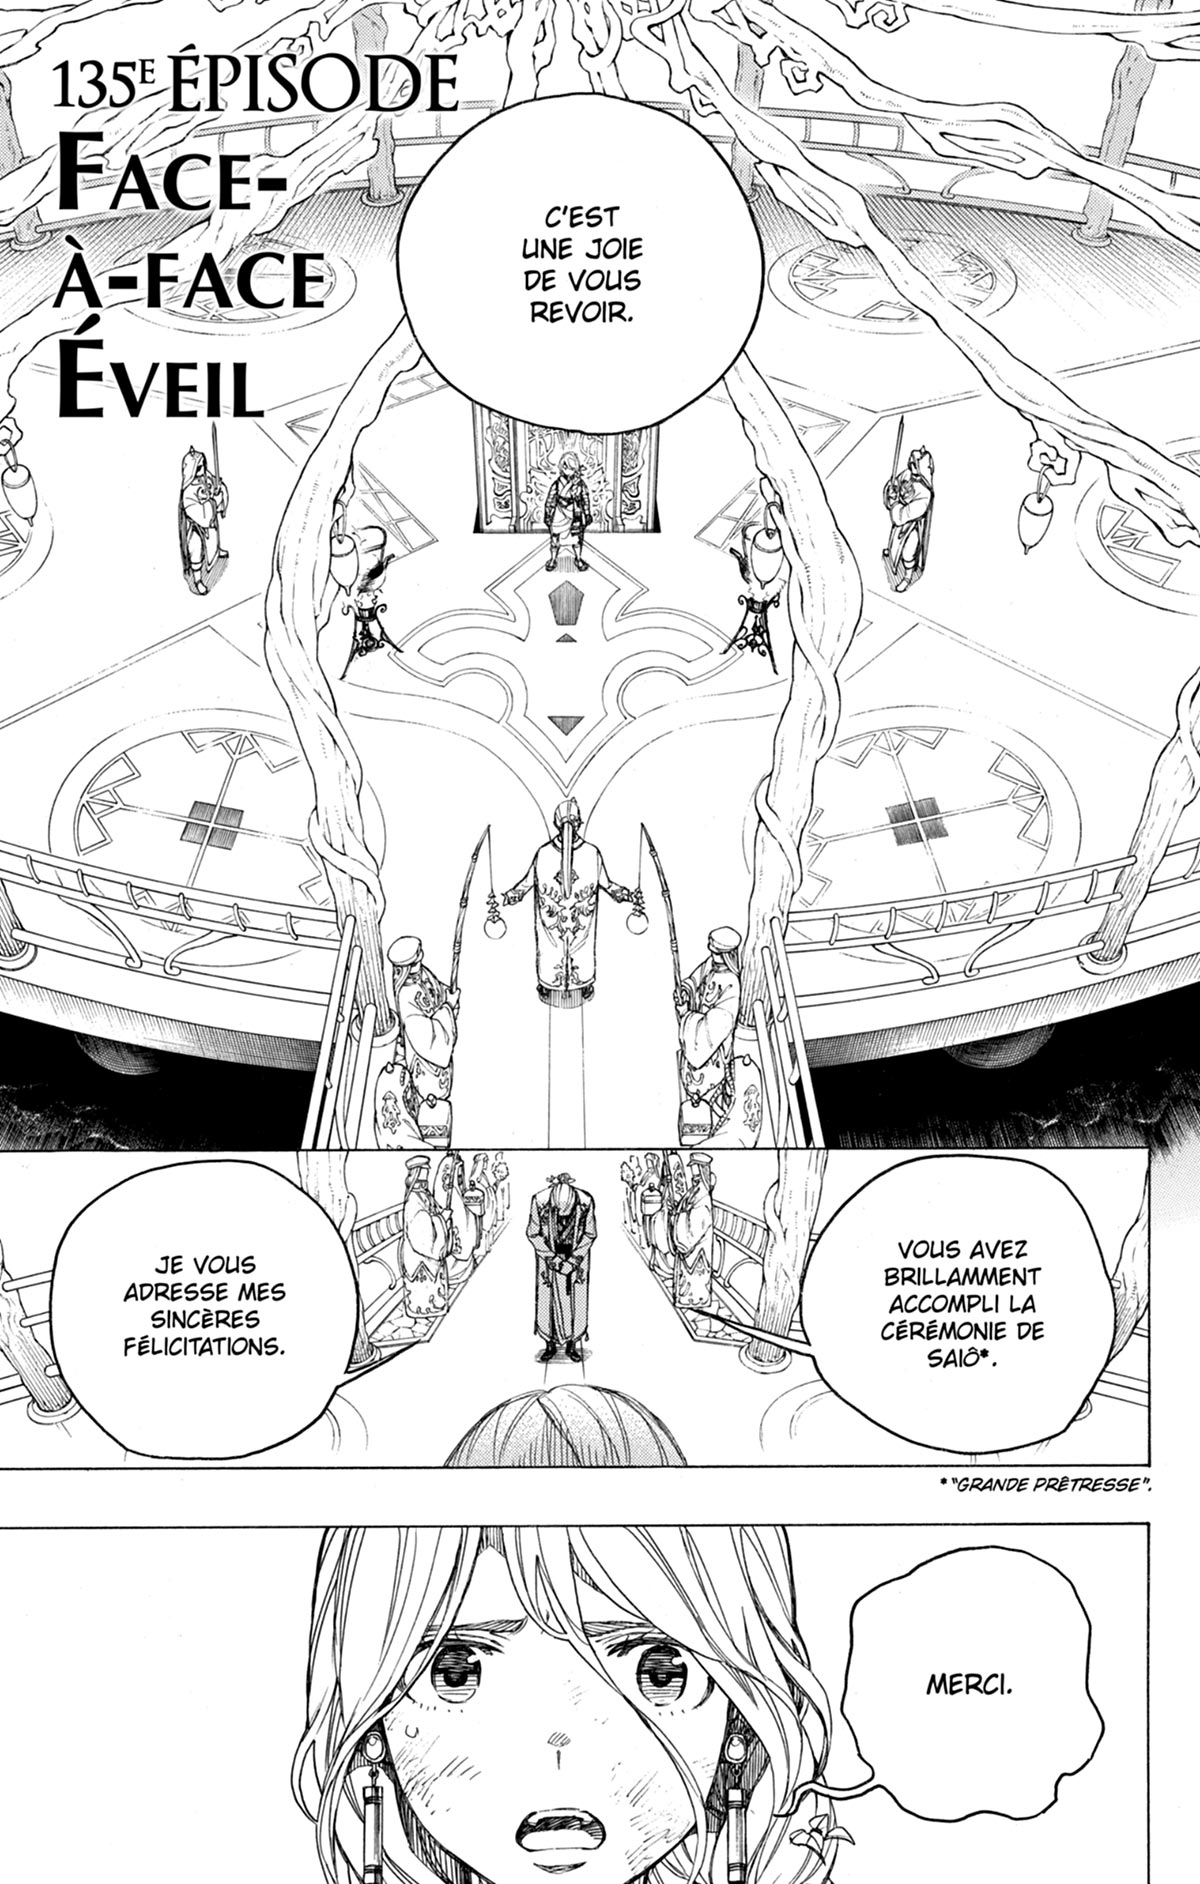 135E ÉPISODE
FACE-
À-FACE
ÉVEIL
C'EST
UNE JOIE
DE VOUS
REVOIR.
VOUS AVEZ
BRILLAMMENT
ACCOMPLI LA
CÉRÉMONIE DE
SAIÔ*.
JE VOUS
ADRESSE MES
SINCÈRES
FÉLICITATIONS.
* "GRANDE PRÊTRESSE".
MERCI.